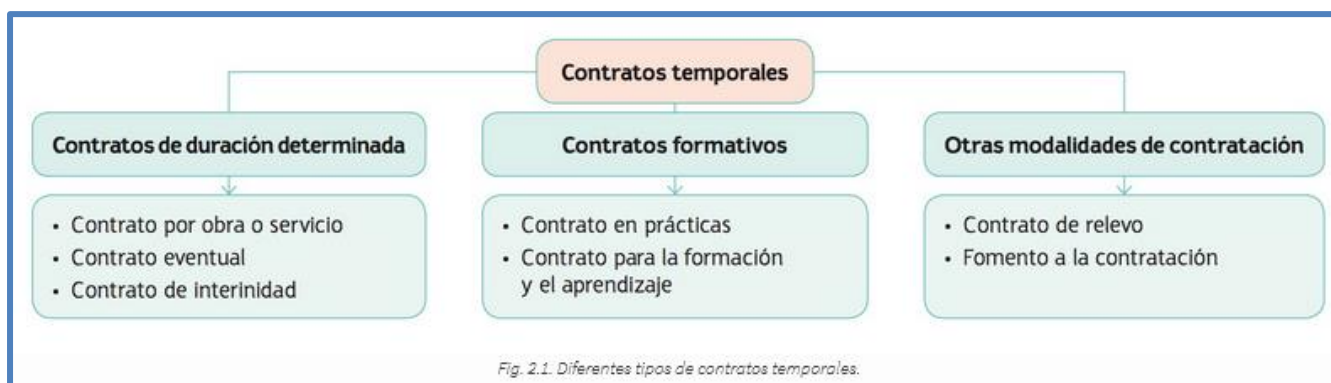 Contratos temporales
Contratos de duración determinada
• Contrato por obra o servicio
• Contrato eventual
• Contrato de interinidad
Contratos formativos
• Contrato en prácticas
• Contrato para la formación
y el aprendizaje
Otras modalidades de contratación
• Contrato de relevo
• Fomento a la contratación
Fig. 2.1. Diferentes tipos de contratos temporales.